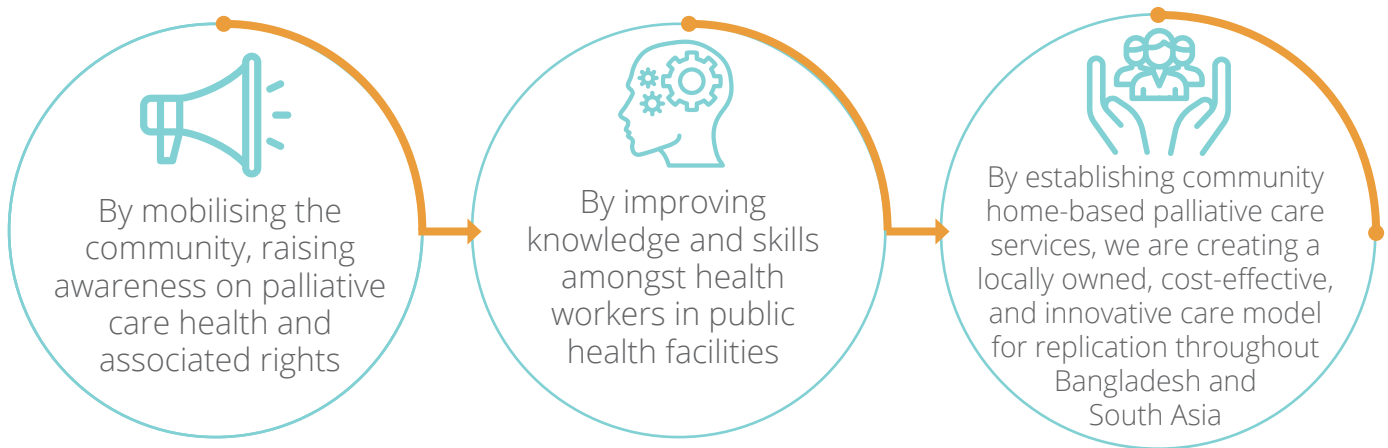 By mobilising the
community, raising
awareness on palliative
care health and
associated rights
By improving
knowledge and skills
amongst health
workers in public
health facilities
By establishing community
home-based palliative care
services, we are creating a
locally owned, cost-effective,
and innovative care model
for replication throughout
Bangladesh and
South Asia